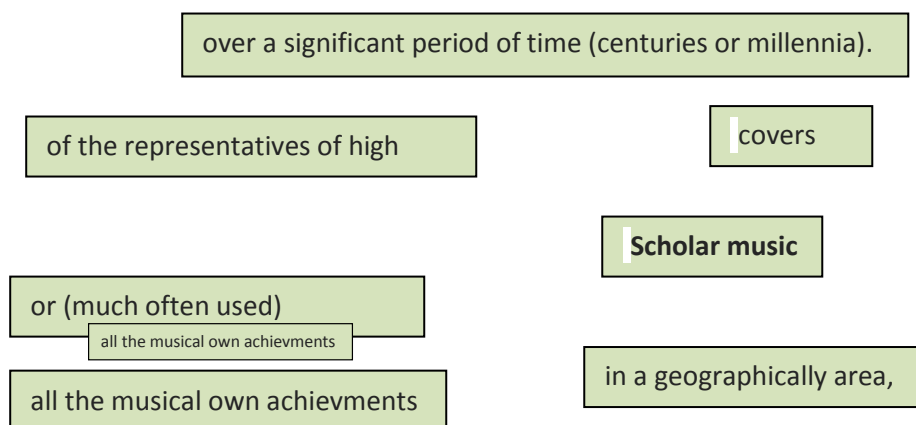 over a significant period of time (centuries or millennia).
of the representatives of high
covers
Scholar music
or (much often used)
all the musical own achievments
in a geographically area,
all the musical own achievments